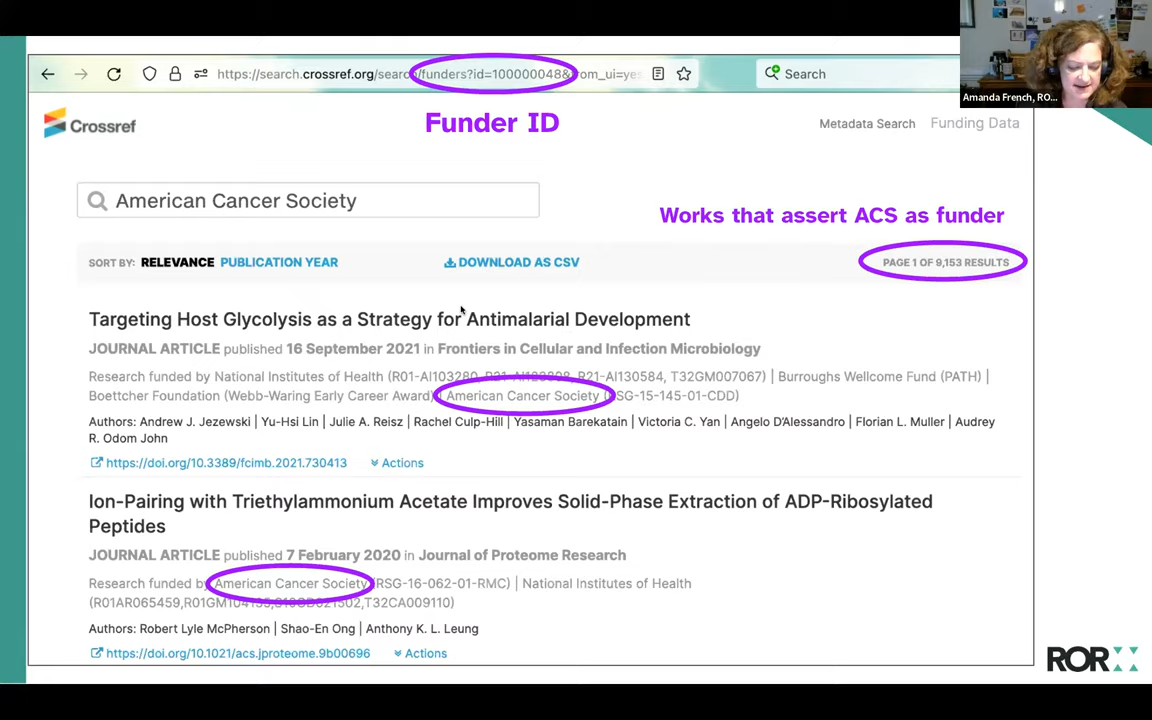 https://search.crossref.org/search/funders?id=100000048& om_ui=yes
Search
Amanda French, RO...
Crossref
Funder ID
Metadata Search Funding Data
American Cancer Society
Works that assert ACS as funder
SORT BY: RELEVANCE PUBLICATION YEAR
DOWNLOAD AS CSV
PAGE 1 OF 9,153 RESULTS
Targeting Host Glycolysis as a Strategy for Antimalarial Development
JOURNAL ARTICLE published 16 September 2021 in Frontiers in Cellular and Infection Microbiology
Research funded by National Institutes of Health (R01-AI103280, R21-AI130584, T32GM007067) | Burroughs Wellcome Fund (PATH) |
Boettcher Foundation (Webb-Waring Early Career Award) | American Cancer Society (RSG-15-145-01-CDD)
Authors: Andrew J. Jezewski | Yu-Hsi Lin | Julie A. Reisz | Rachel Culp-Hill | Yasaman Barekatain | Victoria C. Yan | Angelo D'Alessandro | Florian L. Muller | Audrey
R. Odom John
https://doi.org/10.3389/fcimb.2021.730413 Actions
Ion-Pairing with Triethylammonium Acetate Improves Solid-Phase Extraction of ADP-Ribosylated
Peptides
JOURNAL ARTICLE published 7 February 2020 in Journal of Proteome Research
Research funded by American Cancer Society (RSG-16-062-01-RMC) | National Institutes of Health
(R01AR065459,T32CA009110)
Authors: Robert Lyle McPherson | Shao-En Ong | Anthony K. L. Leung
https://doi.org/10.1021/acs.jproteome.9b00696 Actions
ROR